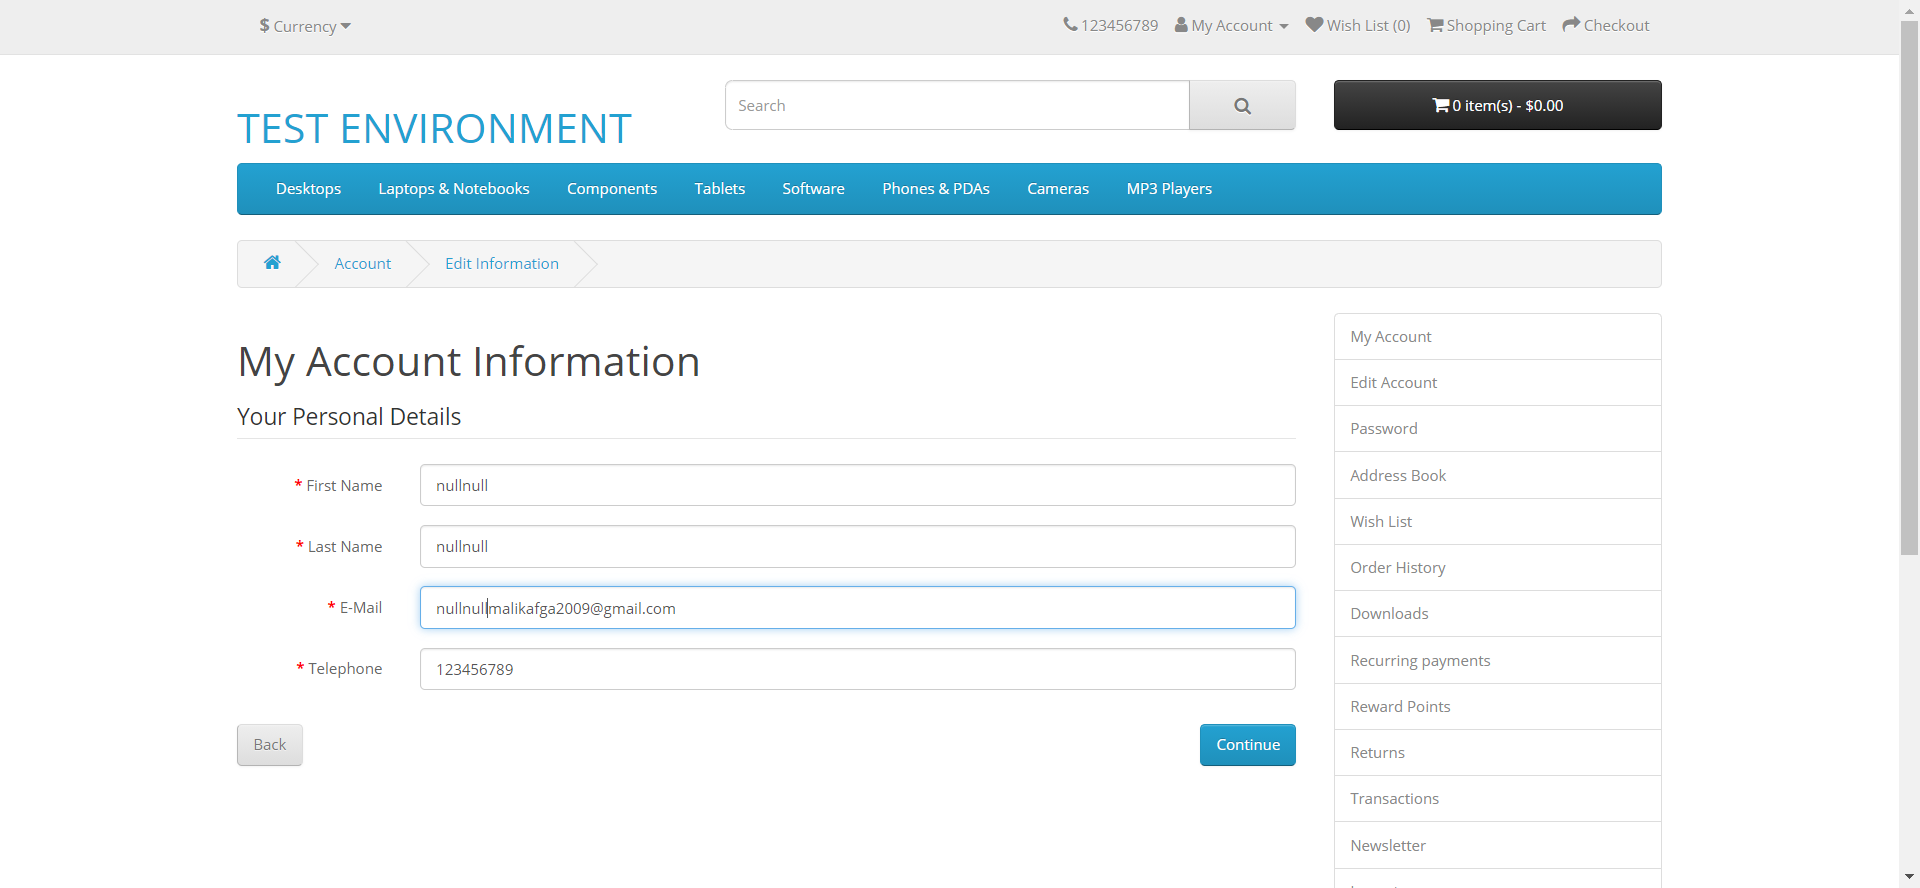 $ Currency
123456789 My Account Wish List (0) Shopping Cart Checkout
TEST ENVIRONMENT
Search
0 item(s) - $0.00
Desktops Laptops & Notebooks Components Tablets Software Phones & PDAs Cameras MP3 Players
Account Edit Information
My Account Information
Your Personal Details
* First Name nullnull
* Last Name nullnull
* E-Mail nullnullmalikafga2009@gmail.com
* Telephone 123456789
Back Continue
My Account
Edit Account
Password
Address Book
Wish List
Order History
Downloads
Recurring payments
Reward Points
Returns
Transactions
Newsletter